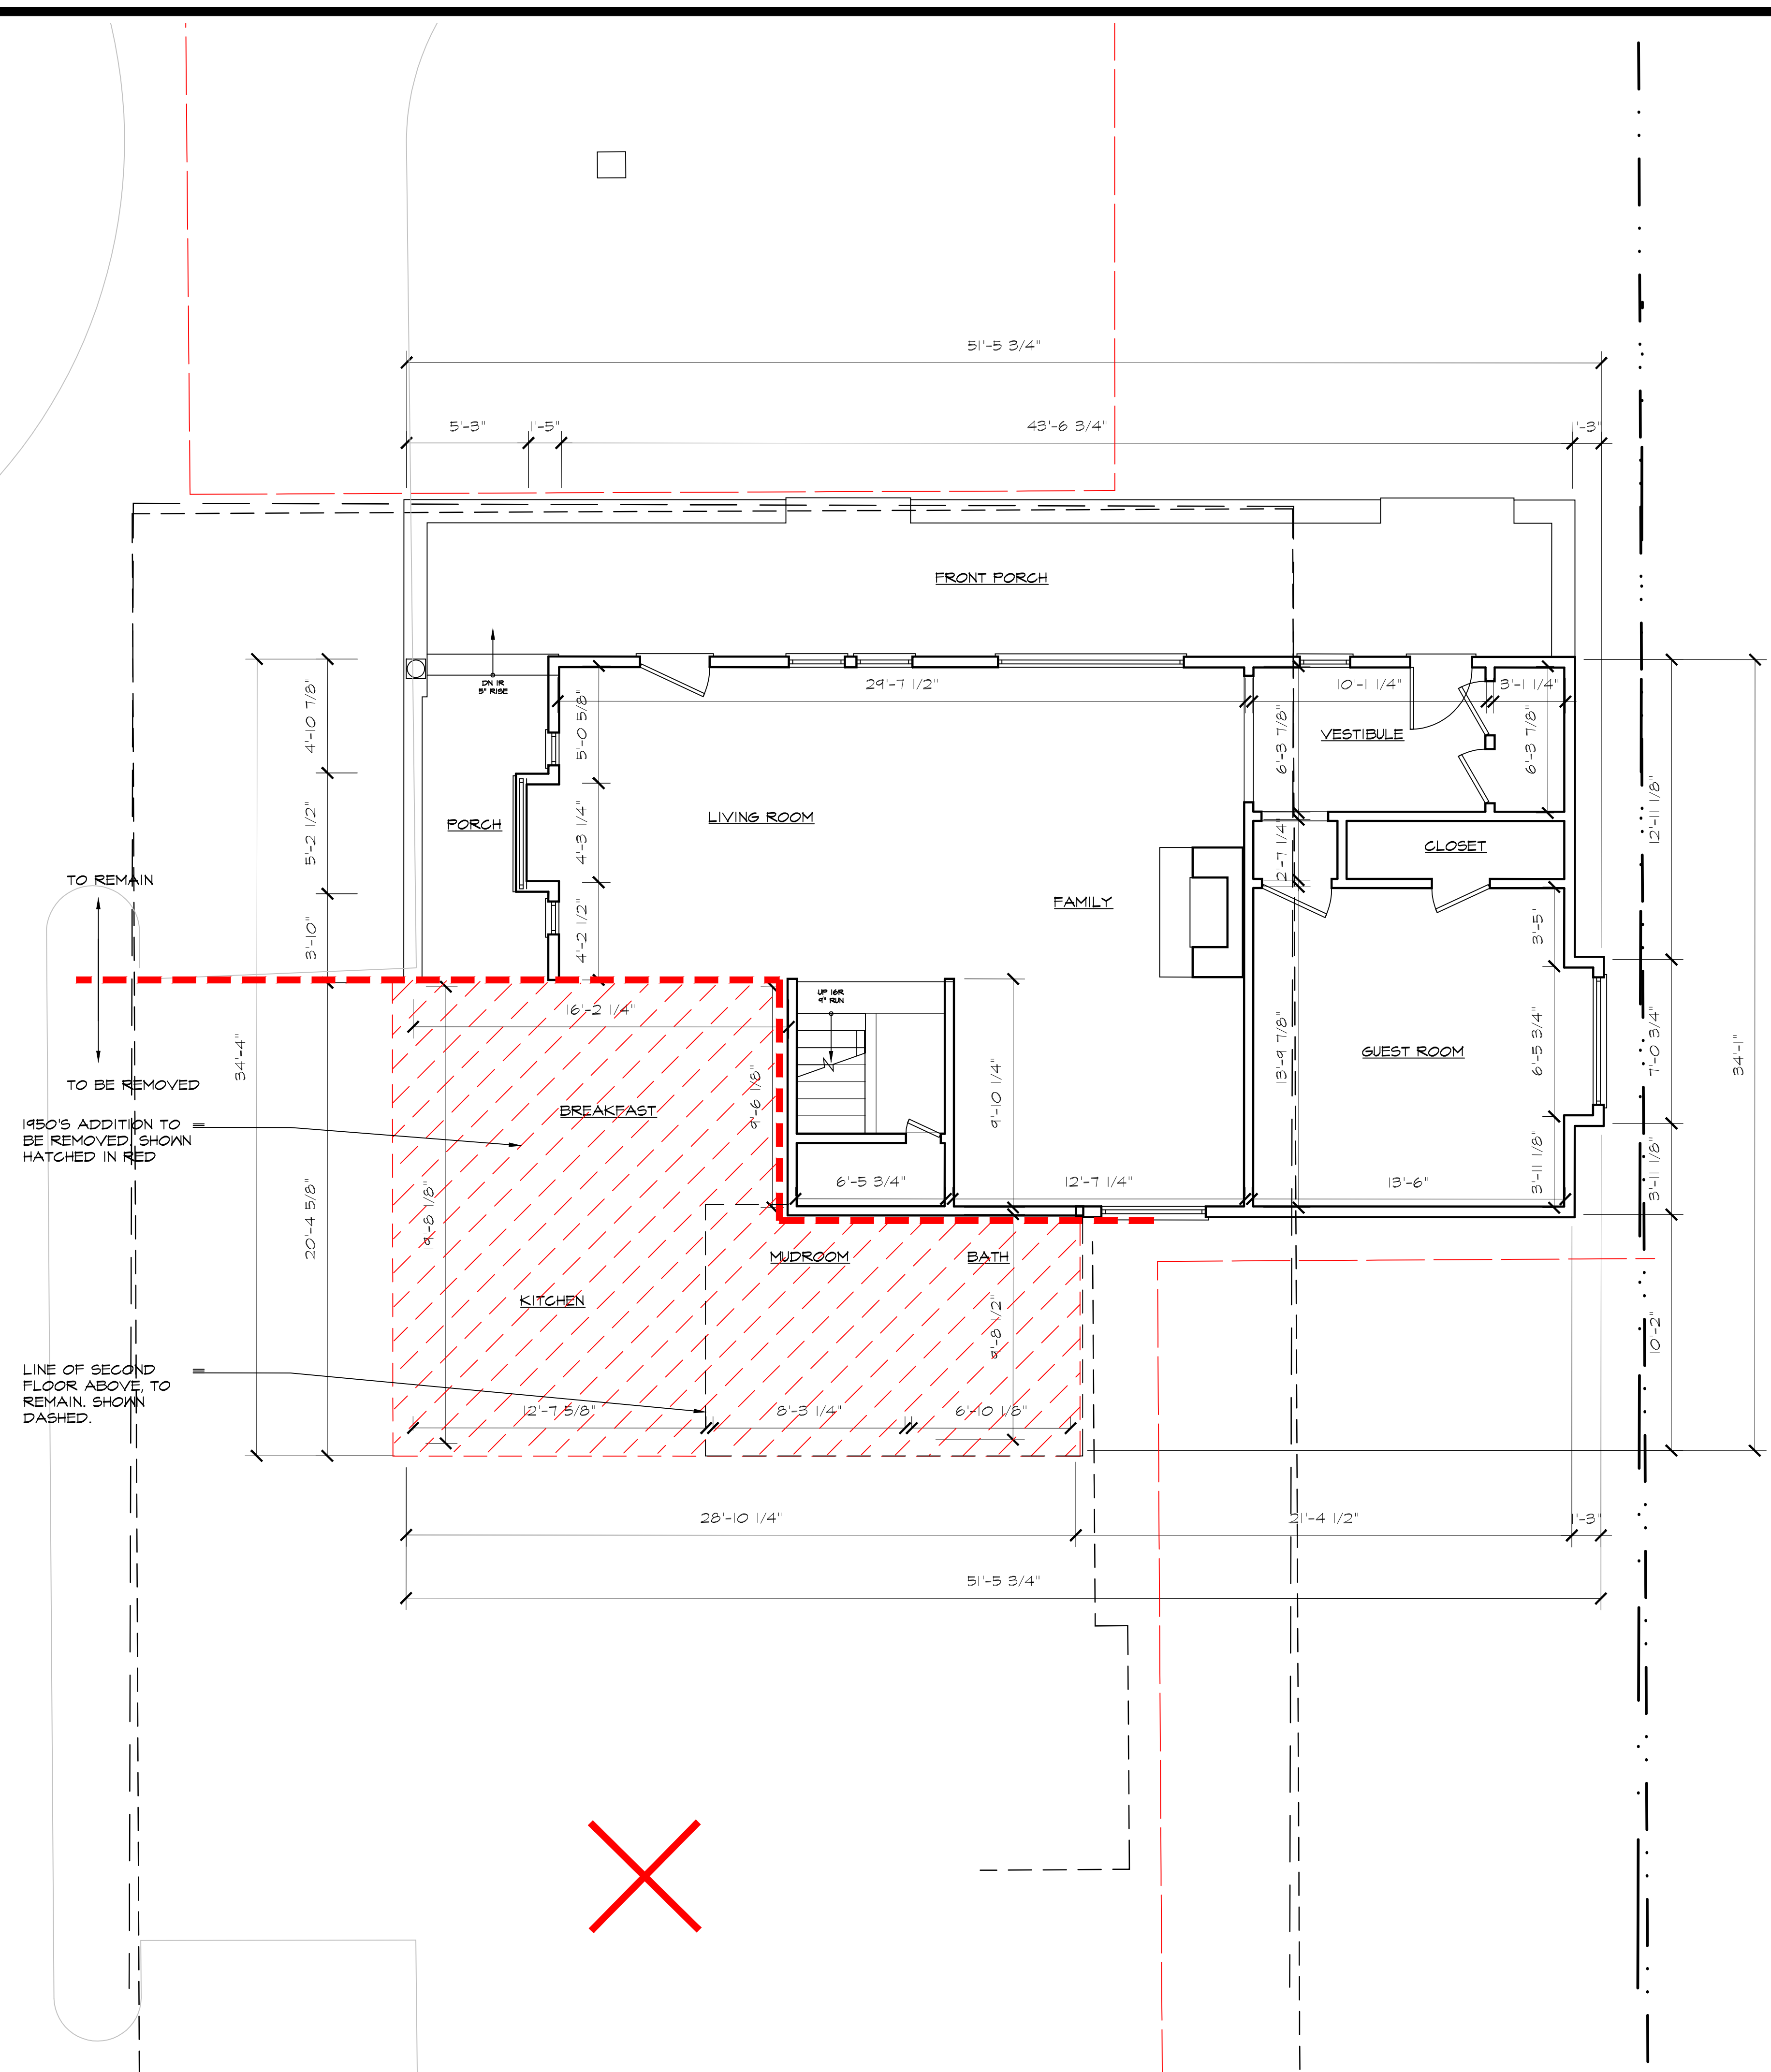 51'-5 3/4"
5'-3"
1'-5"
43'-6 3/4"
1'-3"
FRONT PORCH
DN 1R
5" RISE
29'-7 1/2"
10'-1 1/4"
3'-1 1/4"
4'-10 7/8"
5'-0 5/8"
6'-3 7/8"
VESTIBULE
6'-3 7/8"
12'-11 1/8"
PORCH
LIVING ROOM
5'-2 1/2"
4'-3 1/4"
2'-7 1/4"
CLOSET
TO REMAIN
FAMILY
3'-10"
4'-2 1/2"
3'-5"
UP 16R
9" RUN
16'-2 1/4"
34'-4"
GUEST ROOM
13'-9 7/8"
6'-5 3/4"
7'-0 3/4"
34'-1"
TO BE REMOVED
1950'S ADDITION TO
BE REMOVED, SHOWN
HATCHED IN RED
BREAKFAST
9'-6 1/8"
9'-10 1/4"
6'-5 3/4"
12'-7 1/4"
13'-6"
3'-11 1/8"
3'-11 1/8"
20'-4 5/8"
19'-8 1/8"
MUDROOM
BATH
KITCHEN
9'-8 1/2"
10'-2"
LINE OF SECOND
FLOOR ABOVE, TO
REMAIN. SHOWN
DASHED.
12'-7 5/8"
8'-3 1/4"
6'-10 1/8"
28'-10 1/4"
21'-4 1/2"
1'-3"
51'-5 3/4"